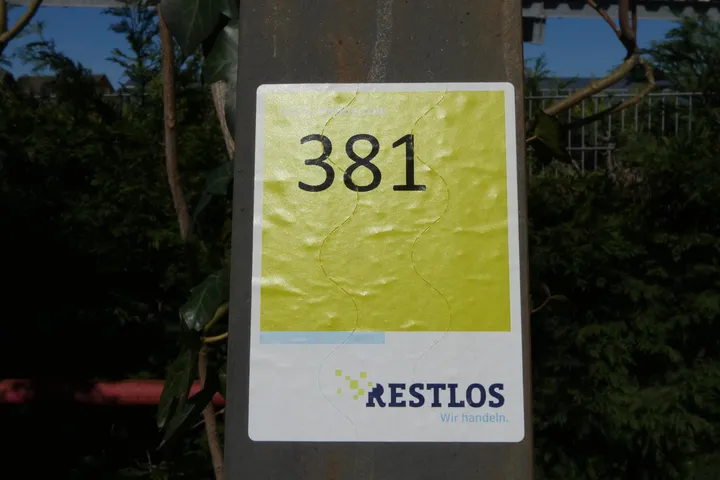 381
RESTLOS
Wir handeln.